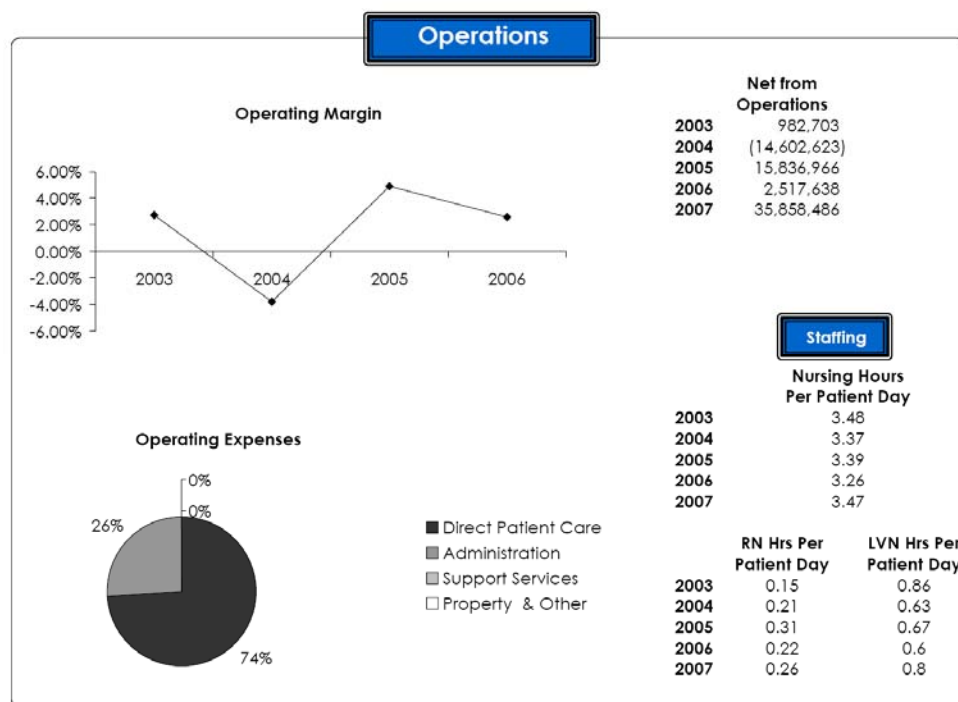 Operations
Operating Margin
6.00%
4.00%
2.00%
0.00%
-2.00%
-4.00%
-6.00%
2003 2004 2005 2006
Net from
Operations
2003 982,703
2004 (14,602,623)
2005 15,836,966
2006 2,517,638
2007 35,858,486
Staffing
Nursing Hours
Per Patient Day
2003 3.48
2004 3.37
2005 3.39
2006 3.26
2007 3.47
Operating Expenses
0%
0%
26%
74%
Direct Patient Care
Administration
Support Services
Property & Other
RN Hrs Per LVN Hrs Per
Patient Day Patient Day
2003 0.15 0.86
2004 0.21 0.63
2005 0.31 0.67
2006 0.22 0.6
2007 0.26 0.8